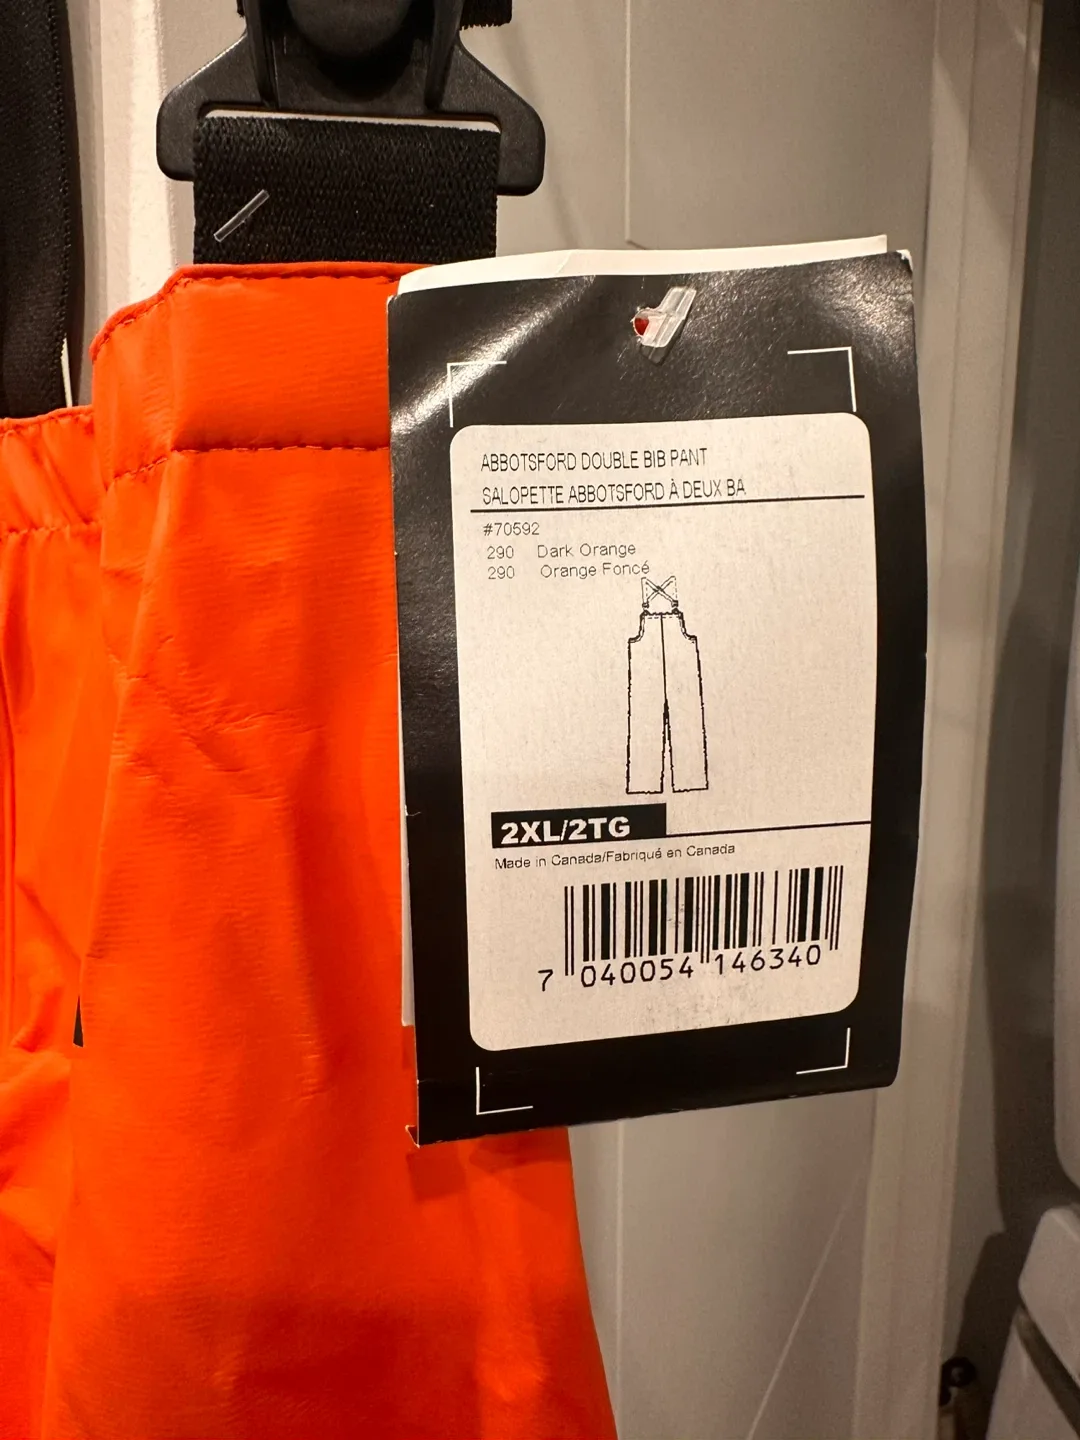 ABBOTSFORD DOUBLE BIB PANT
SALOPETTE ABBOTSFORD À DEUX BA
#70592
290 Dark Orange
290 Orange Foncé
2XL/2TG
Made in Canada/Fabriqué en Canada
7 040054 146340